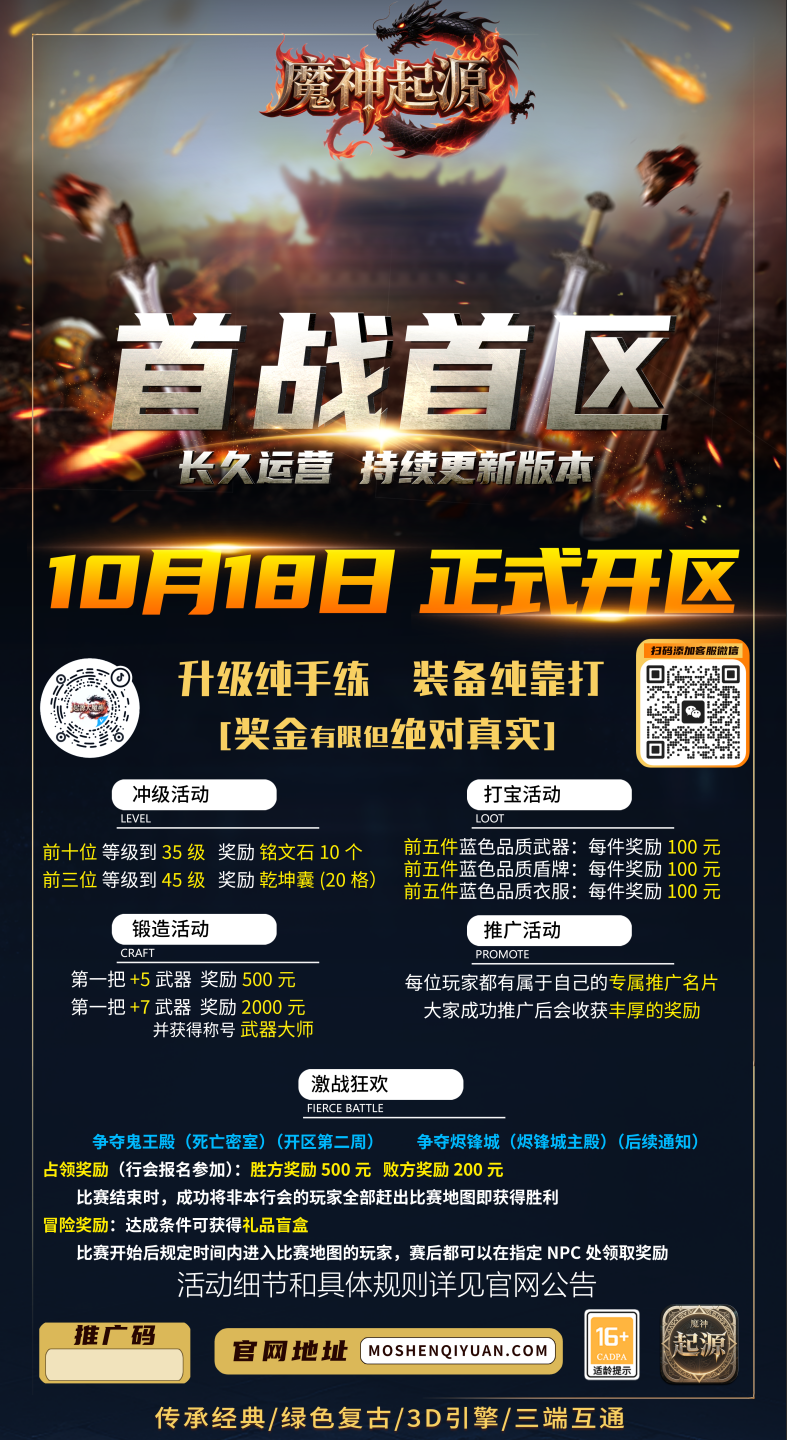 魔神起源
首战首区
长久运营 持续更新版本
10月18日 正式开区
扫码添加客服微信
升级纯手练 装备纯靠打
[奖金有限但绝对真实]
冲级活动
LEVEL
前十位 等级到 35 级 奖励 铭文石 10 个
前三位 等级到 45 级 奖励 乾坤囊 (20 格)
打宝活动
LOOT
前五件蓝色品质武器：每件奖励 100 元
前五件蓝色品质盾牌：每件奖励 100 元
前五件蓝色品质衣服：每件奖励 100 元
锻造活动
CRAFT
第一把 +5 武器 奖励 500 元
第一把 +7 武器 奖励 2000 元
并获得称号 武器大师
推广活动
PROMOTE
每位玩家都有属于自己的专属推广名片
大家成功推广后会收获丰厚的奖励
激战狂欢
FIERCE BATTLE
争夺鬼王殿（死亡密室）（开区第二周） 争夺烬锋城（烬锋城主殿）（后续通知）
占领奖励（行会报名参加）：胜方奖励 500 元 败方奖励 200 元
比赛结束时，成功将非本行会的玩家全部赶出比赛地图即获得胜利
冒险奖励：达成条件可获得礼品盲盒
比赛开始后规定时间内进入比赛地图的玩家，赛后都可以在指定 NPC 处领取奖励
活动细节和具体规则详见官网公告
推广码
官网地址 MOSHENQIYUAN.COM
16+
CADPA
适龄提示
魔神
起源
传承经典/绿色复古/3D引擎/三端互通